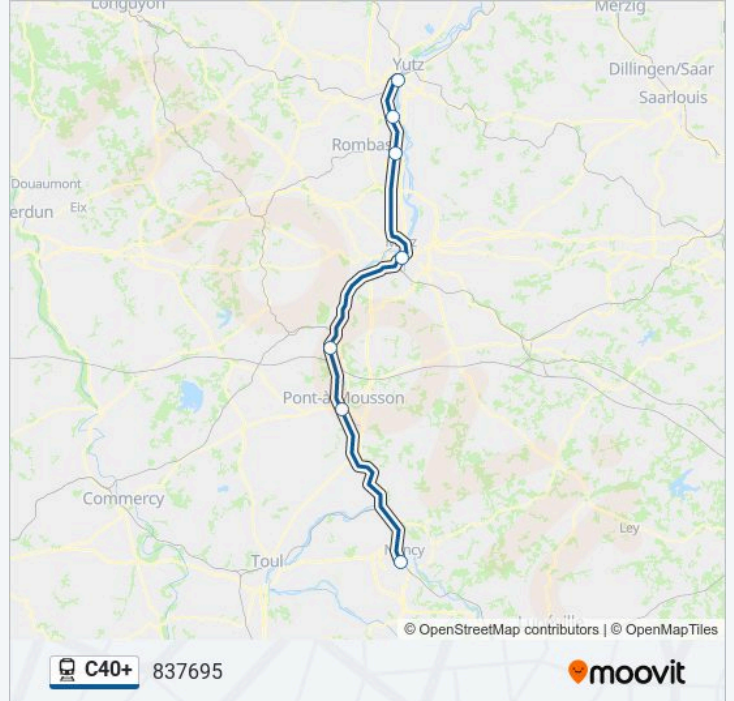 Longuyon
Merzig
Yutz
Dillingen/Saar
Saarlouis
Rombas
Douaumont
Eix
erdun
Pont-à-Mousson
Commercy
Ley
Nancy
Toul
Lunéville
© OpenStreetMap contributors | © OpenMapTiles
C40+ 837695 moovit